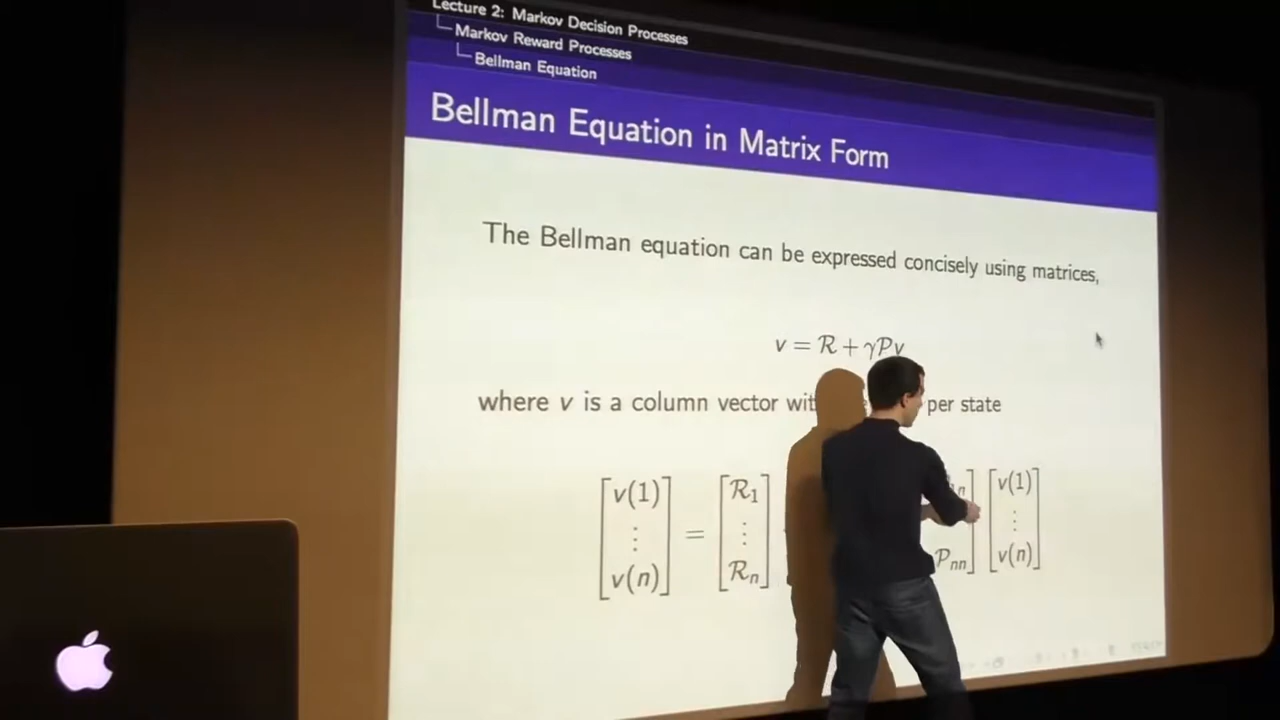 Lecture 2: Markov Decision Processes
Markov Reward Processes
Bellman Equation
Bellman Equation in Matrix Form
The Bellman equation can be expressed concisely using matrices,
v = R + γPv
where v is a column vector per state
[v(1) ⋮ v(n)] = [R₁ ⋮ Rₙ] Pₙₙ] [v(1) ⋮ v(n)]